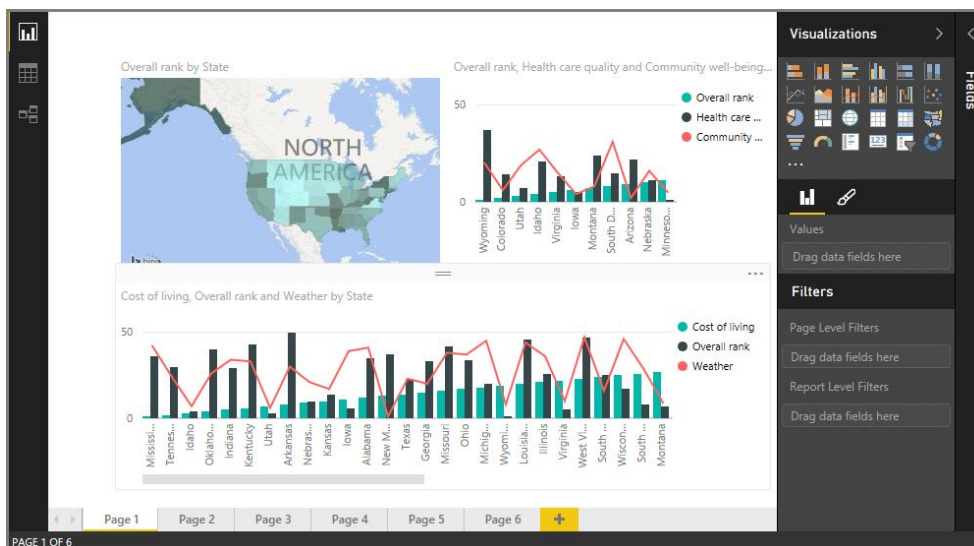 Visualizations
Fields
Overall rank by State
NORTH
AMERICA
bing
Overall rank, Health care quality and Community well-being...
50
0
Overall rank
Health care ...
Community ...
Wyoming
Colorado
Utah
Idaho
Virginia
Iowa
Montana
South D...
Arizona
Nebraska
Minneso...
Values
Drag data fields here
Filters
Page Level Filters
Drag data fields here
Report Level Filters
Drag data fields here
...
Cost of living, Overall rank and Weather by State
50
0
Cost of living
Overall rank
Weather
Mississi...
Tennes...
Idaho
Oklaho...
Indiana
Kentucky
Utah
Arkansas
Nebras...
Kansas
Iowa
Alabama
New M...
Texas
Georgia
Missouri
Ohio
Michig...
Wyomi...
Louisia...
Illinois
Virginia
West Vi...
South ...
Wiscon...
South ...
Montana
Page 1
Page 2
Page 3
Page 4
Page 5
Page 6
+
PAGE 1 OF 6
123